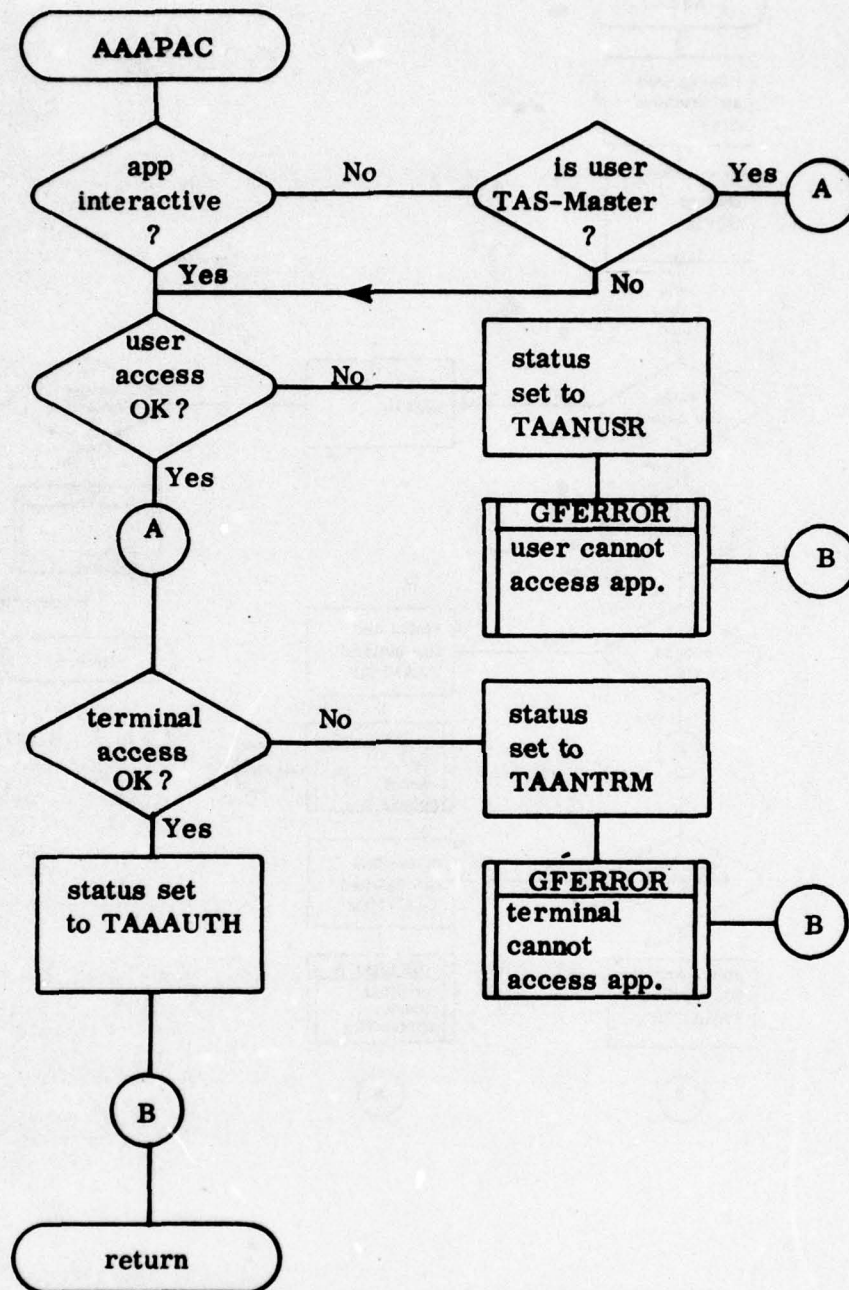 AAAPAC
app
interactive
?
No
is user
TAS-Master
?
Yes
A
Yes
No
user
access
OK?
No
status
set to
TAANUSR
Yes
A
GFERROR
user cannot
access app.
B
terminal
access
OK?
No
status
set to
TAANTRM
Yes
status set
to TAAAUTH
GFERROR
terminal
cannot
access app.
B
B
return